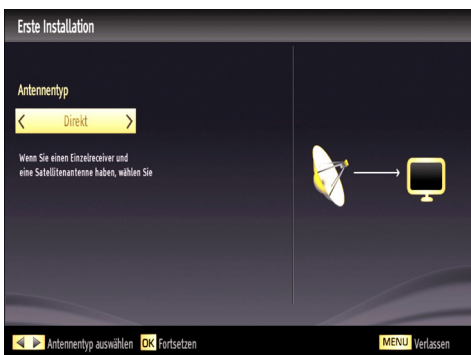 Erste Installation
Antennentyp
Direkt
Wenn Sie einen Einzelreceiver und
eine Satellitenantenne haben, wählen Sie
Antennentyp auswählen OK Fortsetzen MENU Verlassen